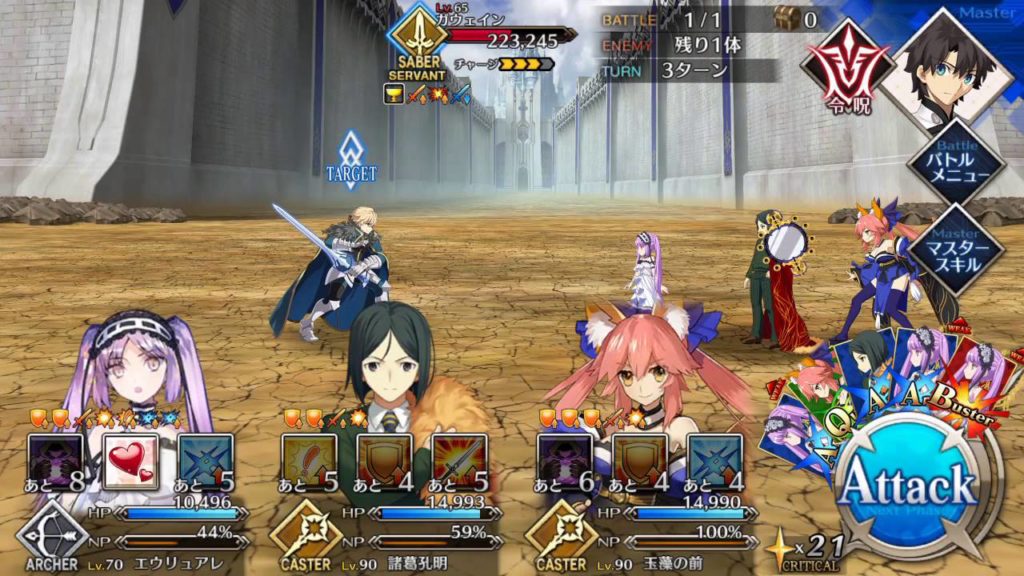 Lv.65
ガウェイン
223,245
SABER
SERVANT
チャージ
BATTLE 1/1
0
ENEMY 残り1体
TURN 3ターン
Master
令呪
Battle
バトル
メニュー
Master
マスター
スキル
TARGET
WEAK
A Q A A Buster
あと8
あと5
あと5
あと4
あと5
あと6
あと4
あと4
HP 10,496
NP 44%
ARCHER Lv.70 エウリュアレ
HP 14,993
NP 59%
CASTER Lv.90 諸葛孔明
HP 14,990
NP 100%
CASTER Lv.90 玉藻の前
Attack
Next Phase
x21
CRITICAL